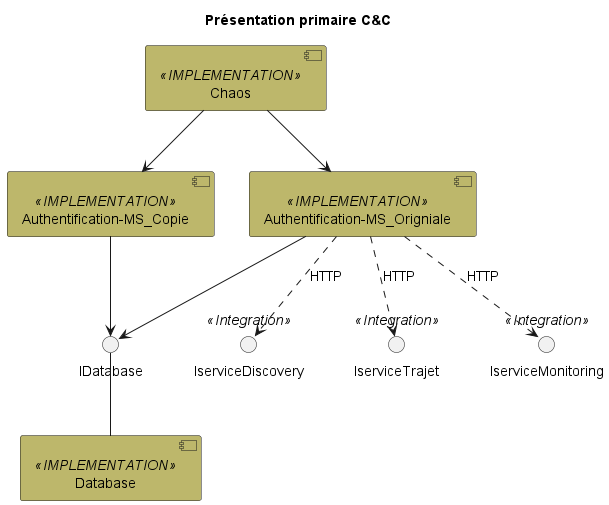 Présentation primaire C&C
«IMPLEMENTATION»
Chaos
«IMPLEMENTATION»
Authentification-MS_Copie
«IMPLEMENTATION»
Authentification-MS_Origniale
HTTP
HTTP
HTTP
«Integration»
«Integration»
«Integration»
IDatabase
IserviceDiscovery
IserviceTrajet
IserviceMonitoring
«IMPLEMENTATION»
Database